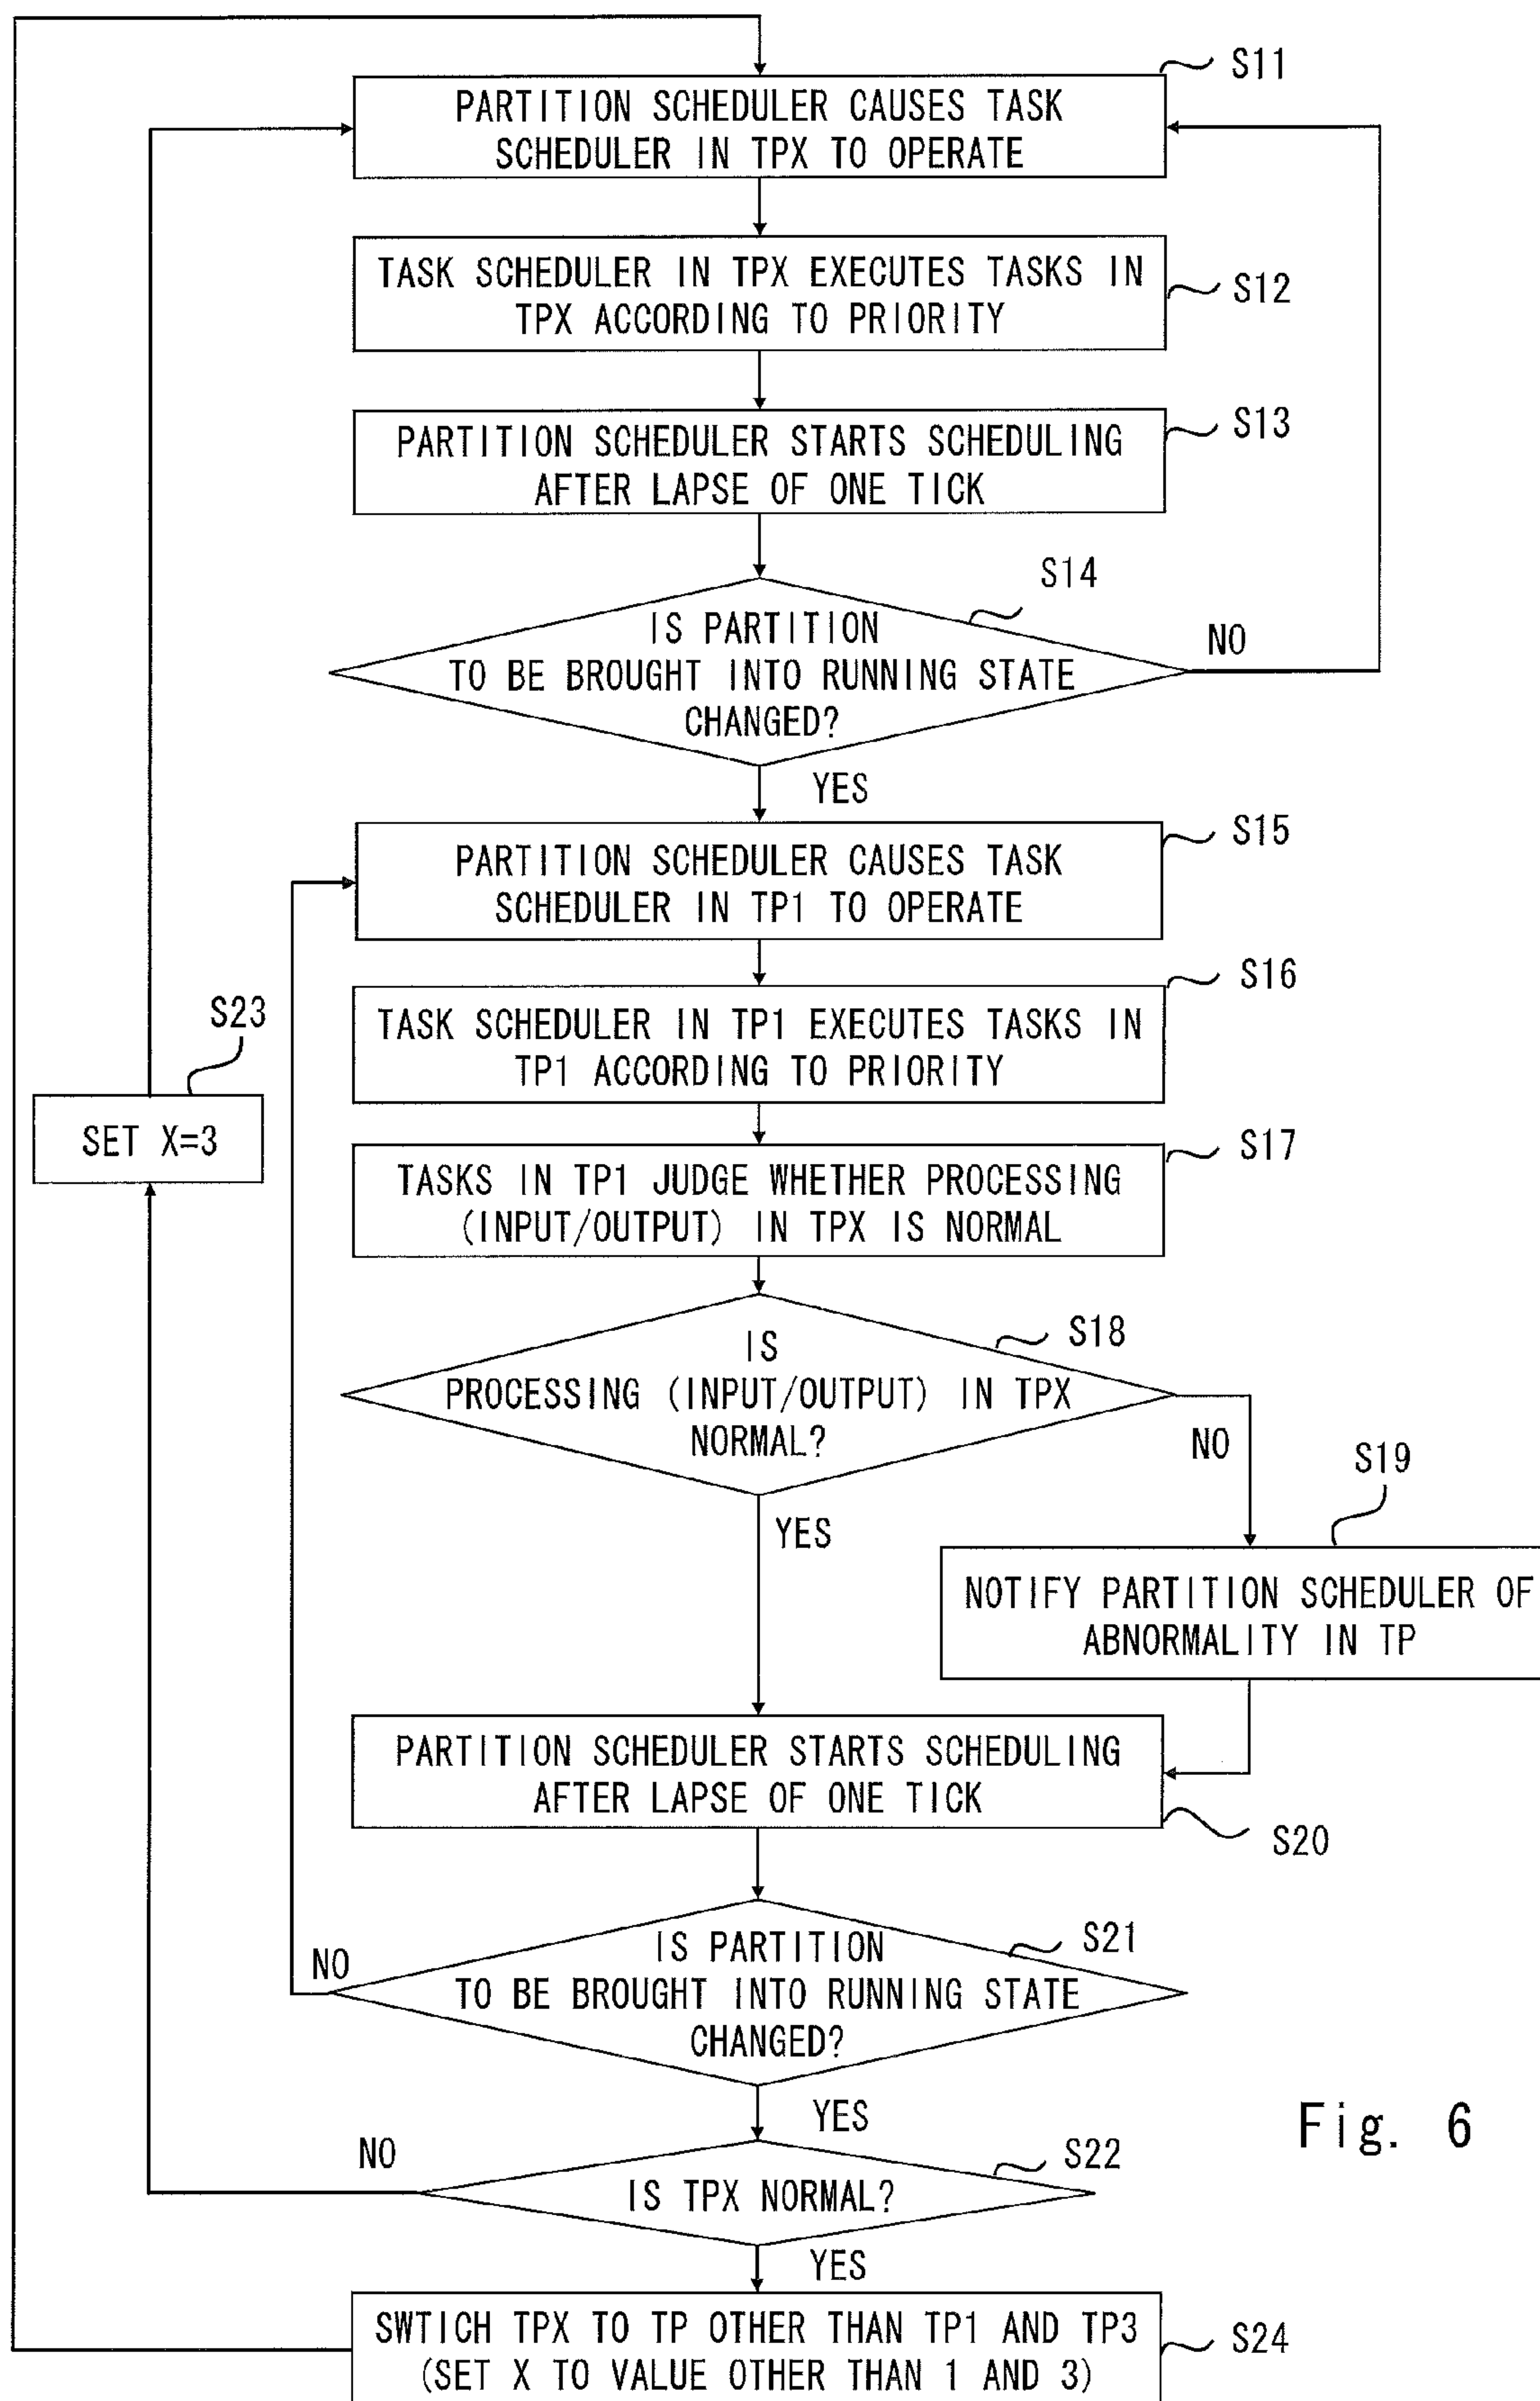 S11
PARTITION SCHEDULER CAUSES TASK
SCHEDULER IN TPX TO OPERATE
TASK SCHEDULER IN TPX EXECUTES TASKS IN
TPX ACCORDING TO PRIORITY
S12
PARTITION SCHEDULER STARTS SCHEDULING
AFTER LAPSE OF ONE TICK
S13
S14
IS PARTITION
TO BE BROUGHT INTO RUNNING STATE
CHANGED?
NO
YES
S15
PARTITION SCHEDULER CAUSES TASK
SCHEDULER IN TP1 TO OPERATE
S16
TASK SCHEDULER IN TP1 EXECUTES TASKS IN
TP1 ACCORDING TO PRIORITY
S23
SET X=3
S17
TASKS IN TP1 JUDGE WHETHER PROCESSING
(INPUT/OUTPUT) IN TPX IS NORMAL
S18
IS
PROCESSING (INPUT/OUTPUT) IN TPX
NORMAL?
NO
YES
S19
NOTIFY PARTITION SCHEDULER OF
ABNORMALITY IN TP
PARTITION SCHEDULER STARTS SCHEDULING
AFTER LAPSE OF ONE TICK
S20
S21
IS PARTITION
TO BE BROUGHT INTO RUNNING STATE
CHANGED?
NO
YES
Fig. 6
S22
IS TPX NORMAL?
NO
YES
SWTICH TPX TO TP OTHER THAN TP1 AND TP3
(SET X TO VALUE OTHER THAN 1 AND 3)
S24